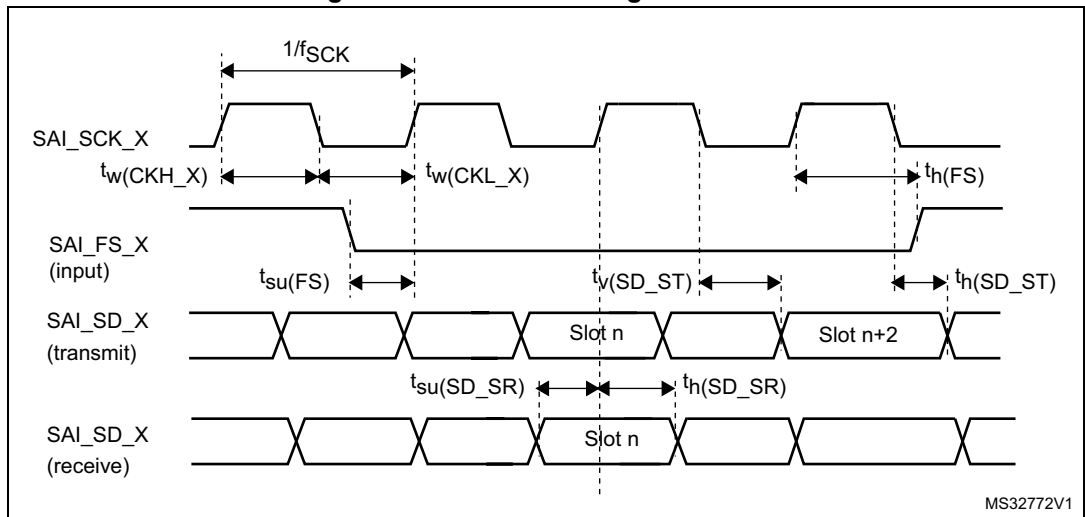 1/fSCK
SAI_SCK_X
tw(CKH_X)
tw(CKL_X)
th(FS)
SAI_FS_X
(input)
tsu(FS)
tv(SD_ST)
th(SD_ST)
SAI_SD_X
(transmit)
Slot n
Slot n+2
tsu(SD_SR)
th(SD_SR)
SAI_SD_X
(receive)
Slot n
MS32772V1